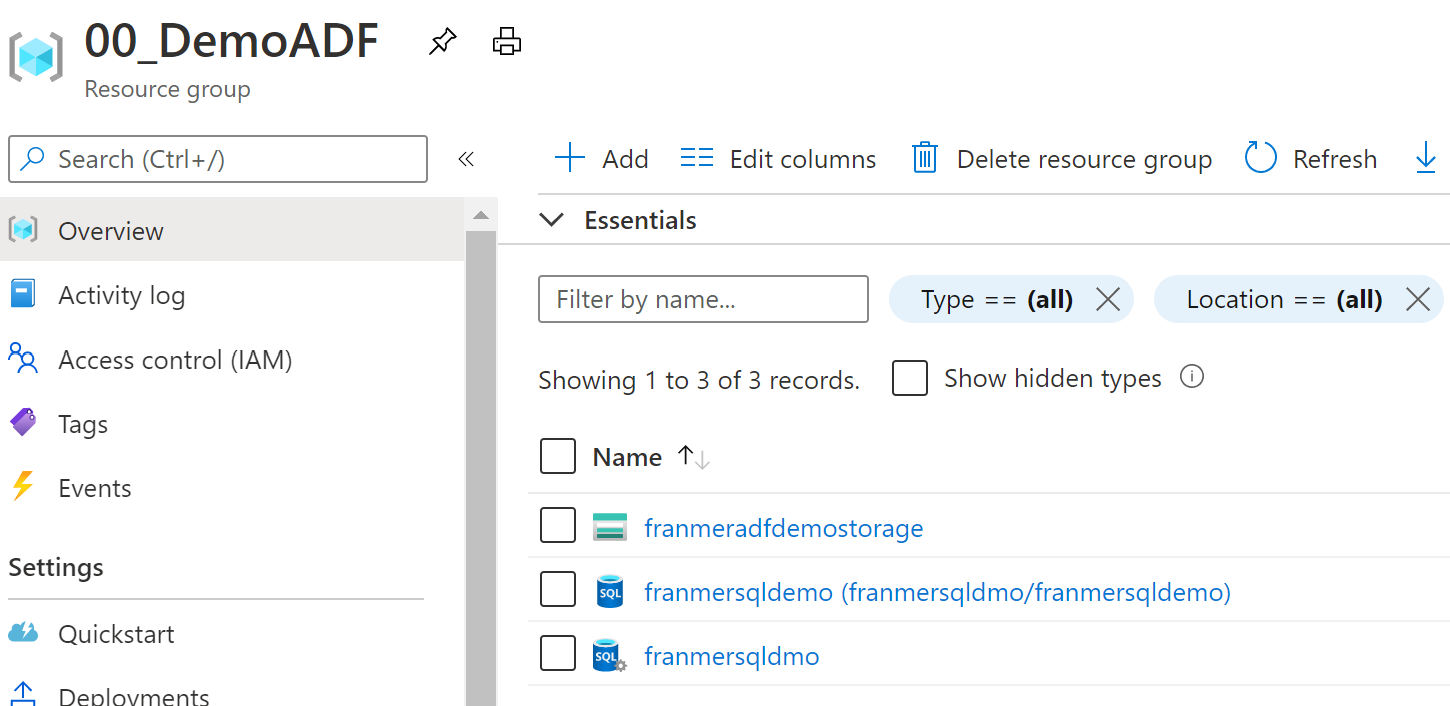 00_DemoADF
Resource group
Search (Ctrl+/)
«
Add
Edit columns
Delete resource group
Refresh
Overview
Activity log
Access control (IAM)
Tags
Events
Settings
Quickstart
Deployments
Essentials
Filter by name...
Type == (all)
Location == (all)
Showing 1 to 3 of 3 records.
Show hidden types
Name
franmeradfdemostorage
SQL
franmersqldemo (franmersqldmo/franmersqldemo)
SQL
franmersqldmo